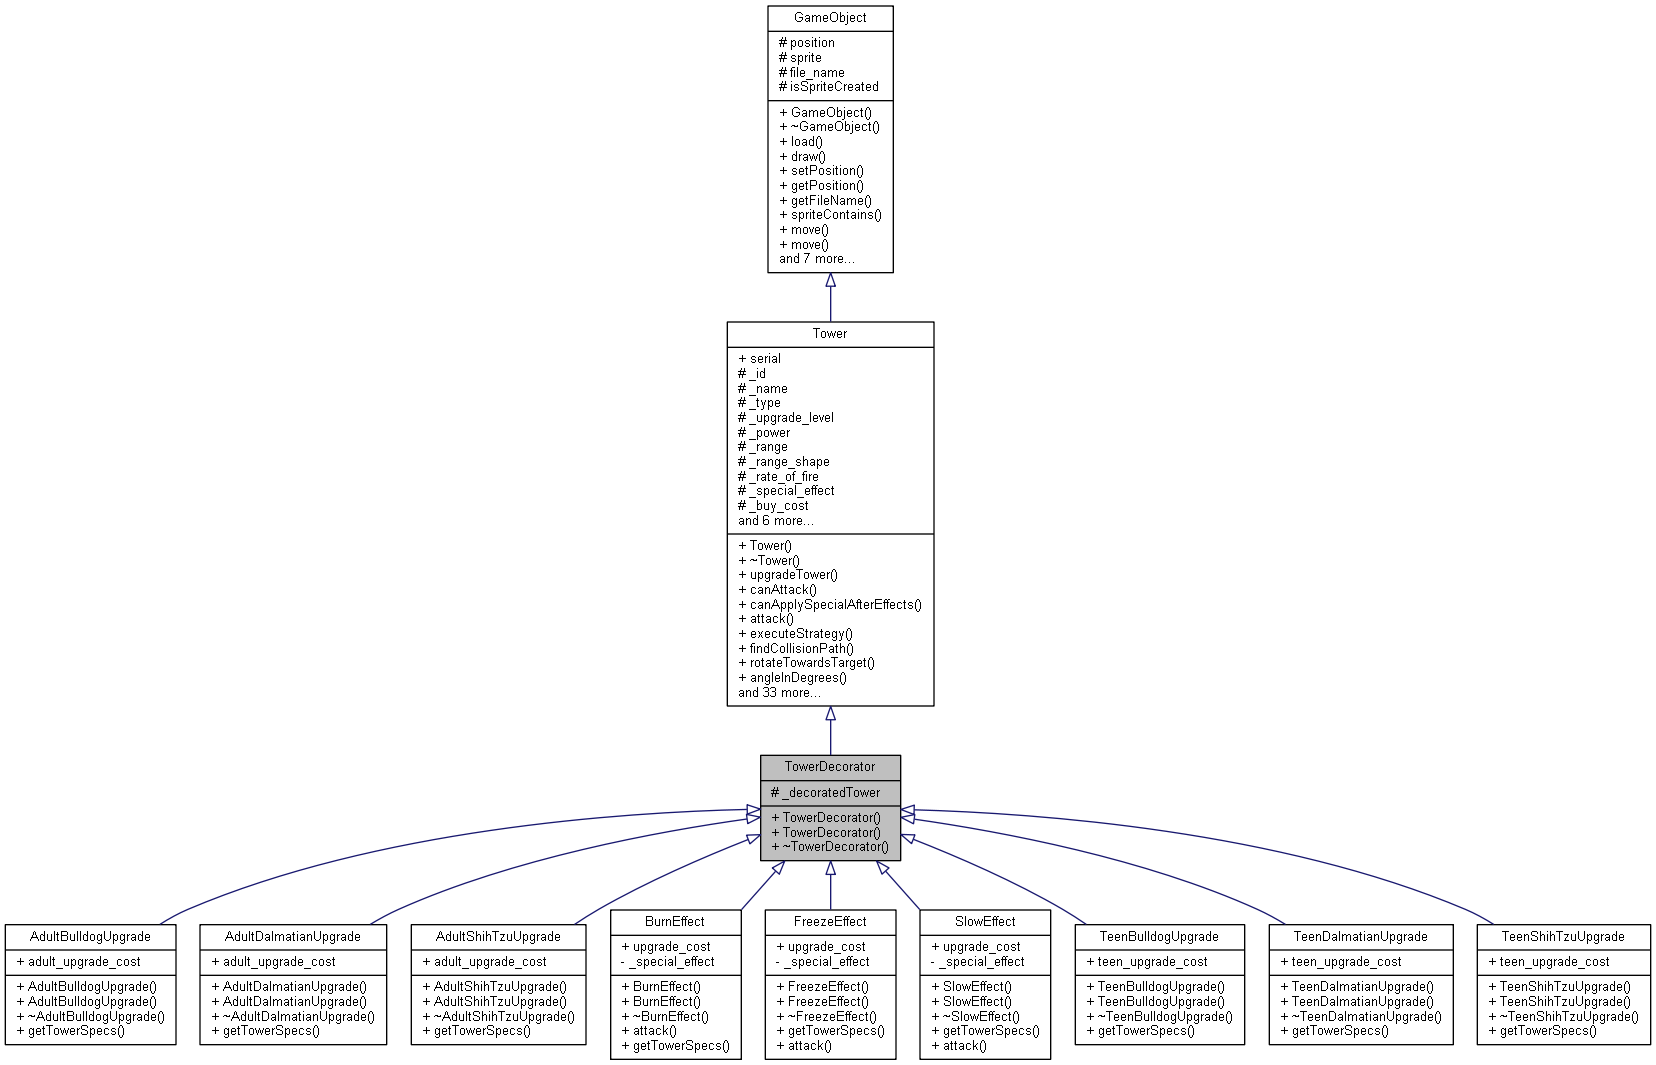 GameObject
# position
# sprite
# file_name
# isSpriteCreated
+ GameObject()
+ ~GameObject()
+ load()
+ draw()
+ setPosition()
+ getPosition()
+ getFileName()
+ spriteContains()
+ move()
+ move()
and 7 more...
Tower
+ serial
# _id
# _name
# _type
# _upgrade_level
# _power
# _range
# _range_shape
# _rate_of_fire
# _special_effect
# _buy_cost
and 6 more...
+ Tower()
+ ~Tower()
+ upgradeTower()
+ canAttack()
+ canApplySpecialAfterEffects()
+ attack()
+ executeStrategy()
+ findCollisionPath()
+ rotateTowardsTarget()
+ angleInDegrees()
and 33 more...
TowerDecorator
# _decoratedTower
+ TowerDecorator()
+ TowerDecorator()
+ ~TowerDecorator()
AdultBulldogUpgrade
+ adult_upgrade_cost
+ AdultBulldogUpgrade()
+ AdultBulldogUpgrade()
+ ~AdultBulldogUpgrade()
+ getTowerSpecs()
AdultDalmatianUpgrade
+ adult_upgrade_cost
+ AdultDalmatianUpgrade()
+ AdultDalmatianUpgrade()
+ ~AdultDalmatianUpgrade()
+ getTowerSpecs()
AdultShihTzuUpgrade
+ adult_upgrade_cost
+ AdultShihTzuUpgrade()
+ AdultShihTzuUpgrade()
+ ~AdultShihTzuUpgrade()
+ getTowerSpecs()
BurnEffect
+ upgrade_cost
- _special_effect
+ BurnEffect()
+ BurnEffect()
+ ~BurnEffect()
+ attack()
+ getTowerSpecs()
FreezeEffect
+ upgrade_cost
- _special_effect
+ FreezeEffect()
+ FreezeEffect()
+ ~FreezeEffect()
+ getTowerSpecs()
+ attack()
SlowEffect
+ upgrade_cost
- _special_effect
+ SlowEffect()
+ SlowEffect()
+ ~SlowEffect()
+ getTowerSpecs()
+ attack()
TeenBulldogUpgrade
+ teen_upgrade_cost
+ TeenBulldogUpgrade()
+ TeenBulldogUpgrade()
+ ~TeenBulldogUpgrade()
+ getTowerSpecs()
TeenDalmatianUpgrade
+ teen_upgrade_cost
+ TeenDalmatianUpgrade()
+ TeenDalmatianUpgrade()
+ ~TeenDalmatianUpgrade()
+ getTowerSpecs()
TeenShihTzuUpgrade
+ teen_upgrade_cost
+ TeenShihTzuUpgrade()
+ TeenShihTzuUpgrade()
+ ~TeenShihTzuUpgrade()
+ getTowerSpecs()